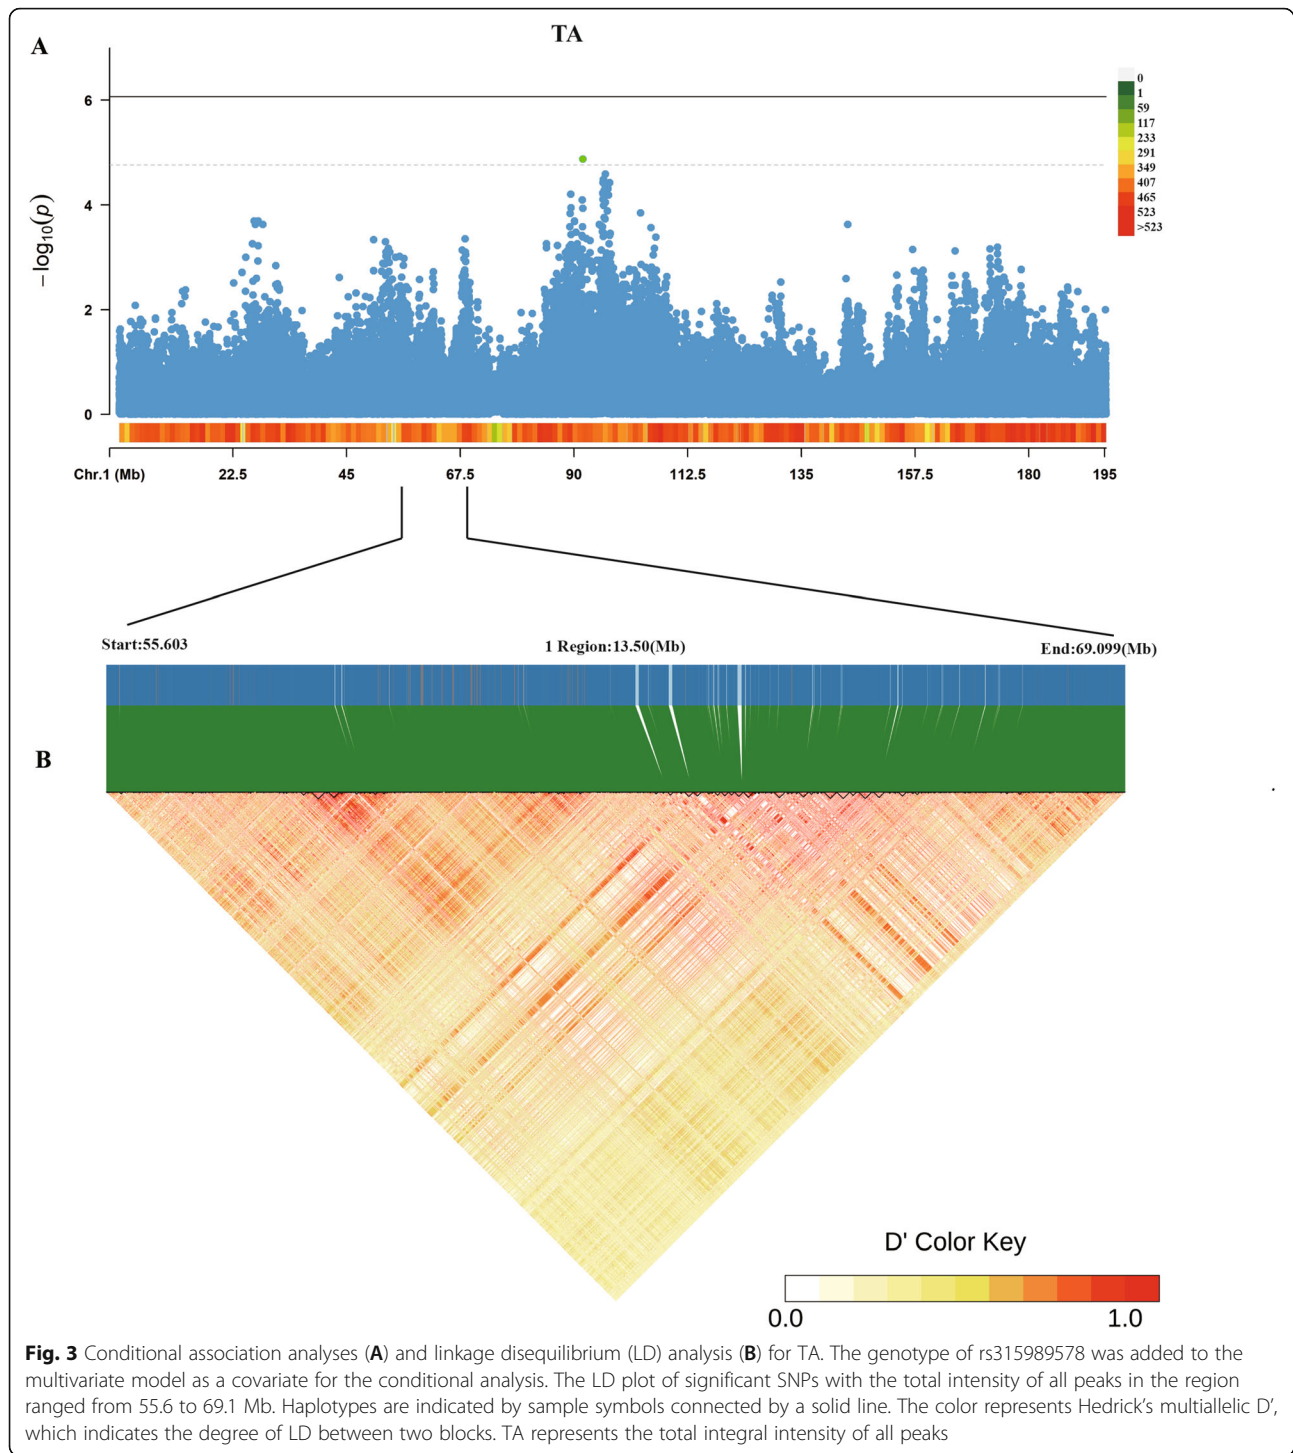 A
TA
6
4
2
0
−log10(p)
0
1
59
117
233
291
349
407
465
523
>523
Chr.1 (Mb) 22.5 45 67.5 90 112.5 135 157.5 180 195
Start:55.603 1 Region:13.50(Mb) End:69.099(Mb)
B
D' Color Key
0.0 1.0
Fig. 3 Conditional association analyses (A) and linkage disequilibrium (LD) analysis (B) for TA. The genotype of rs315989578 was added to the
multivariate model as a covariate for the conditional analysis. The LD plot of significant SNPs with the total intensity of all peaks in the region
ranged from 55.6 to 69.1 Mb. Haplotypes are indicated by sample symbols connected by a solid line. The color represents Hedrick's multiallelic D',
which indicates the degree of LD between two blocks. TA represents the total integral intensity of all peaks